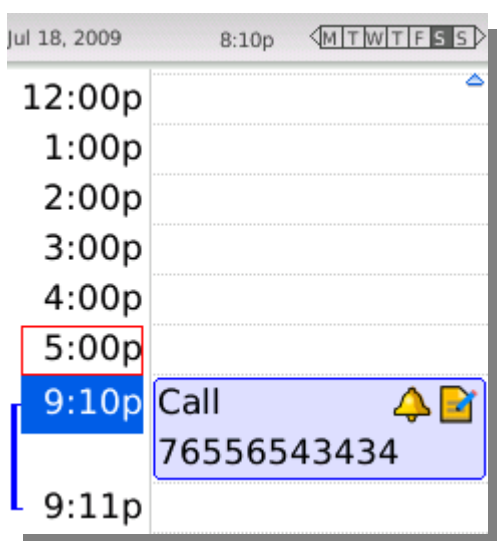 Jul 18, 2009 8:10p M T W T F S S
12:00p
1:00p
2:00p
3:00p
4:00p
5:00p
9:10p Call
76556543434
9:11p